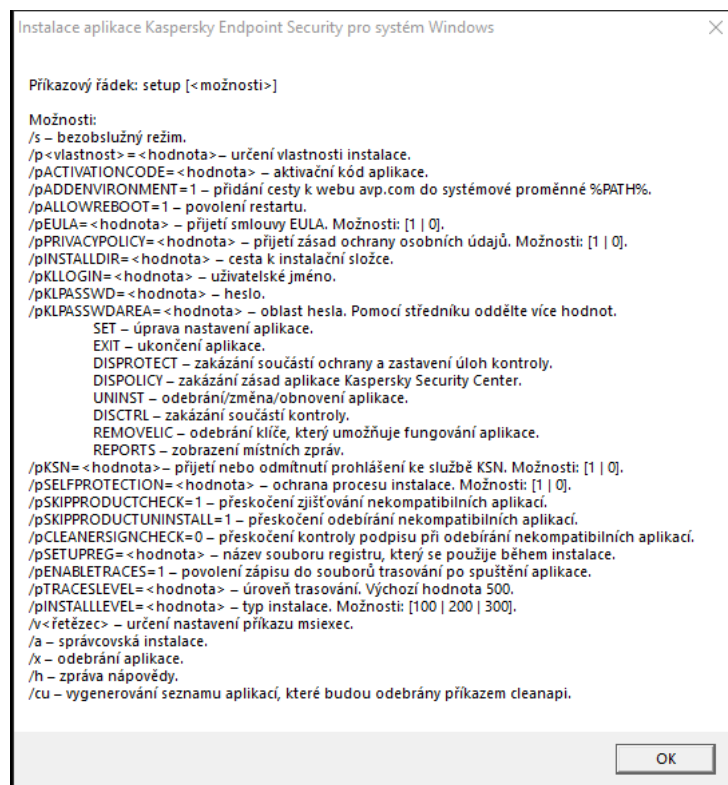 Instalace aplikace Kaspersky Endpoint Security pro systém Windows
Příkazový řádek: setup [<možnosti>]
Možnosti:
/s – bezobslužný režim.
/p<vlastnost>=<hodnota>– určení vlastnosti instalace.
/pACTIVATIONCODE=<hodnota> – aktivační kód aplikace.
/pADDENVIRONMENT=1 – přidání cesty k webu avp.com do systémové proměnné %PATH%.
/pALLOWREBOOT=1 – povolení restartu.
/pEULA=<hodnota> – přijetí smlouvy EULA. Možnosti: [1 | 0].
/pPRIVACYPOLICY=<hodnota> – přijetí zásad ochrany osobních údajů. Možnosti: [1 | 0].
/pINSTALLDIR=<hodnota> – cesta k instalační složce.
/pKLLOGIN=<hodnota> – uživatelské jméno.
/pKLPASSWD=<hodnota> – heslo.
/pKLPASSWDAREA=<hodnota> – oblast hesla. Pomocí středníku oddělte více hodnot.
SET – úprava nastavení aplikace.
EXIT – ukončení aplikace.
DISPROTECT – zakázání součástí ochrany a zastavení úloh kontroly.
DISPOLICY – zakázání zásad aplikace Kaspersky Security Center.
UNINST – odebrání/změna/obnovení aplikace.
DISCTRL – zakázání součástí kontroly.
REMOVELIC – odebrání klíče, který umožňuje fungování aplikace.
REPORTS – zobrazení místních zpráv.
/pKSN=<hodnota>– přijetí nebo odmítnutí prohlášení ke službě KSN. Možnosti: [1 | 0].
/pSELFPROTECTION=<hodnota> – ochrana procesu instalace. Možnosti: [1 | 0].
/pSKIPPRODUCTCHECK=1 – přeskočení zjišťování nekompatibilních aplikací.
/pSKIPPRODUCTUNINSTALL=1 – přeskočení odebírání nekompatibilních aplikací.
/pCLEANERSIGNCHECK=0 – přeskočení kontroly podpisu při odebírání nekompatibilních aplikací.
/pSETUPREG=<hodnota> – název souboru registru, který se použije během instalace.
/pENABLETRACES=1 – povolení zápisu do souborů trasování po spuštění aplikace.
/pTRACESLEVEL=<hodnota> – úroveň trasování. Výchozí hodnota 500.
/pINSTALLLEVEL=<hodnota> – typ instalace. Možnosti: [100 | 200 | 300].
/v<řetězec> – určení nastavení příkazu msiexec.
/a – správcovská instalace.
/x – odebrání aplikace.
/h – zpráva nápovědy.
/cu – vygenerování seznamu aplikací, které budou odebrány příkazem cleanapi.
OK